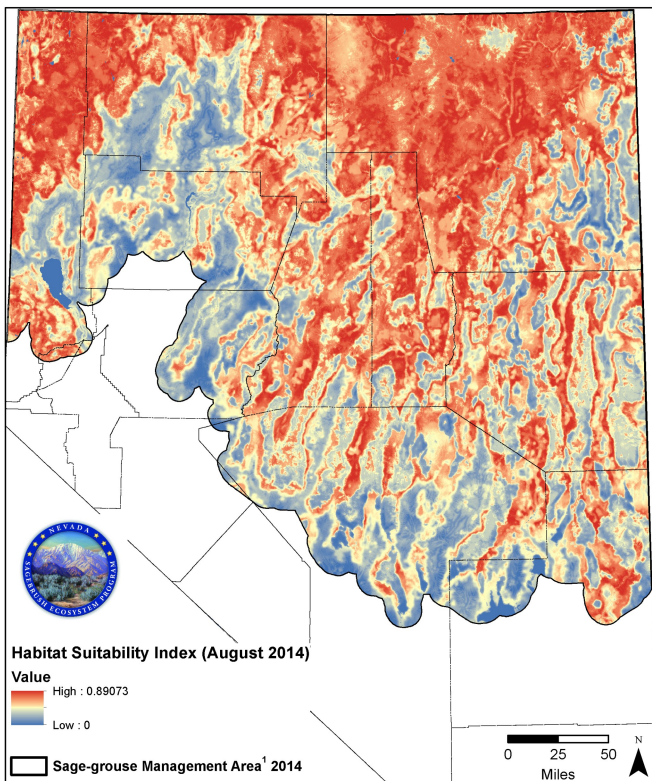 NEVADA
SAGEBRUSH ECOSYSTEM PROGRAM
Habitat Suitability Index (August 2014)
Value
High : 0.89073
Low : 0
Sage-grouse Management Area¹ 2014
0 25 50
Miles
N